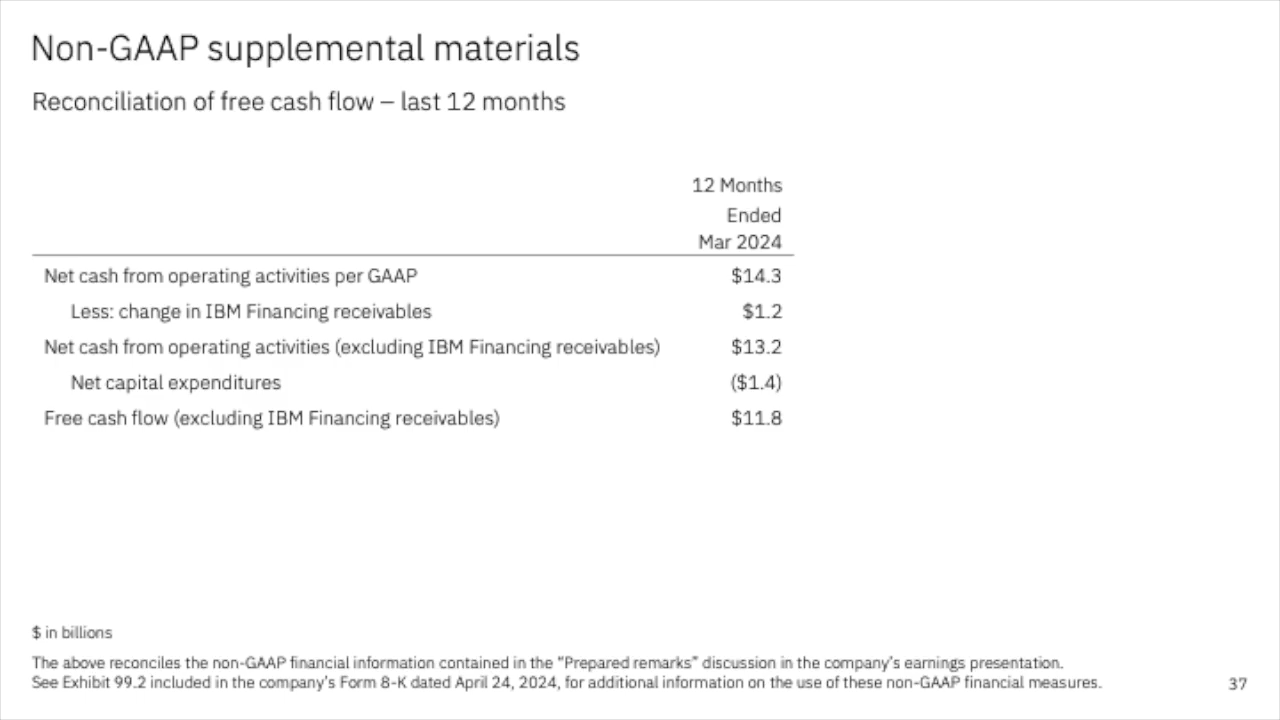 Non-GAAP supplemental materials
Reconciliation of free cash flow – last 12 months
12 Months
Ended
Mar 2024
Net cash from operating activities per GAAP $14.3
Less: change in IBM Financing receivables $1.2
Net cash from operating activities (excluding IBM Financing receivables) $13.2
Net capital expenditures ($1.4)
Free cash flow (excluding IBM Financing receivables) $11.8
$ in billions
The above reconciles the non-GAAP financial information contained in the “Prepared remarks” discussion in the company’s earnings presentation.
See Exhibit 99.2 included in the company’s Form 8-K dated April 24, 2024, for additional information on the use of these non-GAAP financial measures.
37